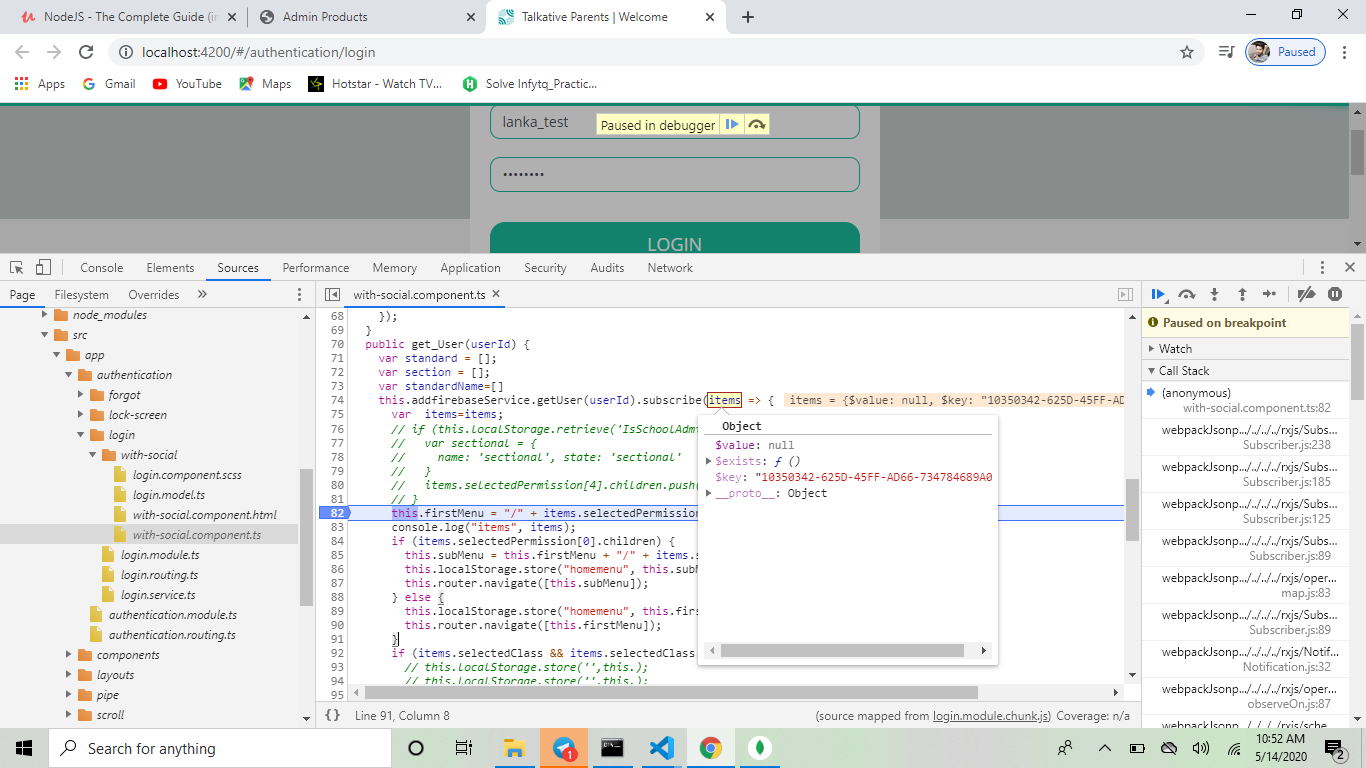 NodeJS - The Complete Guide (in
Admin Products
Talkative Parents | Welcome
localhost:4200/#/authentication/login
Paused
Apps
Gmail
YouTube
Maps
Hotstar - Watch TV...
Solve Infytq_Practic...
lanka_test
Paused in debugger
••••••••
LOGIN
Console Elements Sources Performance Memory Application Security Audits Network
Page Filesystem Overrides »
with-social.component.ts
node_modules
src
app
authentication
forgot
lock-screen
login
with-social
login.component.scss
login.model.ts
with-social.component.html
with-social.component.ts
login.module.ts
login.routing.ts
login.service.ts
authentication.module.ts
authentication.routing.ts
components
layouts
pipe
scroll
68 });
69 }
70 public get_User(userId) {
71 var standard = [];
72 var section = [];
73 var standardName=[]
74 this.addfirebaseService.getUser(userId).subscribe(items => { items = {$value: null, $key: "10350342-625D-45FF-AD
75 var items=items;
76 // if (this.localStorage.retrieve('IsSchoolAdm
77 // var sectional = {
78 // name: 'sectional', state: 'sectional'
79 // }
80 // items.selectedPermission[4].children.push(
81 // }
82 this.firstMenu = "/" + items.selectedPermission
83 console.log("items", items);
84 if (items.selectedPermission[0].children) {
85 this.subMenu = this.firstMenu + "/" + items.s
86 this.localStorage.store("homemenu", this.subM
87 this.router.navigate([this.subMenu]);
88 } else {
89 this.localStorage.store("homemenu", this.firs
90 this.router.navigate([this.firstMenu]);
91 }
92 if (items.selectedClass && items.selectedClass.
93 // this.localStorage.store('',this.);
94 // this.localStorage.store('',this.);
95
Object
$value: null
$exists: ƒ ()
$key: "10350342-625D-45FF-AD66-734784689A0
__proto__: Object
{} Line 91, Column 8
(source mapped from login.module.chunk.js) Coverage: n/a
Paused on breakpoint
Watch
Call Stack
(anonymous)
with-social.component.ts:82
webpackJsonp.../../../../rxjs/Subs...
Subscriber.js:238
webpackJsonp.../../../../rxjs/Subs...
Subscriber.js:185
webpackJsonp.../../../../rxjs/Subs...
Subscriber.js:125
webpackJsonp.../../../../rxjs/Subs...
Subscriber.js:89
webpackJsonp.../../../../rxjs/oper...
map.js:83
webpackJsonp.../../../../rxjs/Subs...
Subscriber.js:89
webpackJsonp.../../../../rxjs/Notif...
Notification.js:32
webpackJsonp.../../../../rxjs/oper...
observeOn.js:87
webpackJsonp.../../../../rxjs/sche...
Search for anything
1
10:52 AM
5/14/2020
2